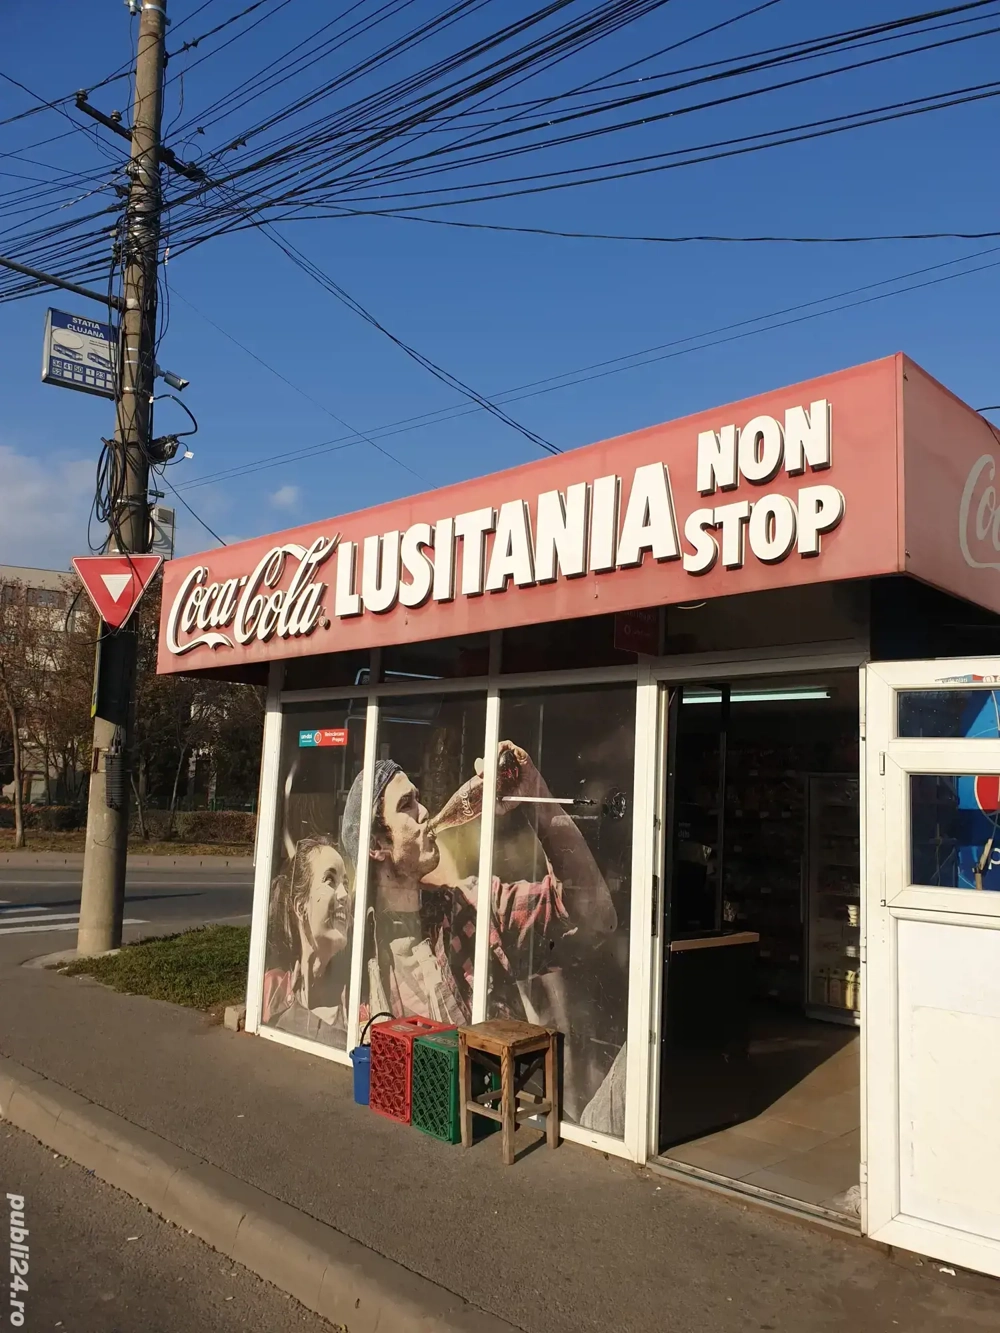 STATIA
CLUJANA
Coca-Cola
LUSITANIA
NON
STOP
publi24.ro